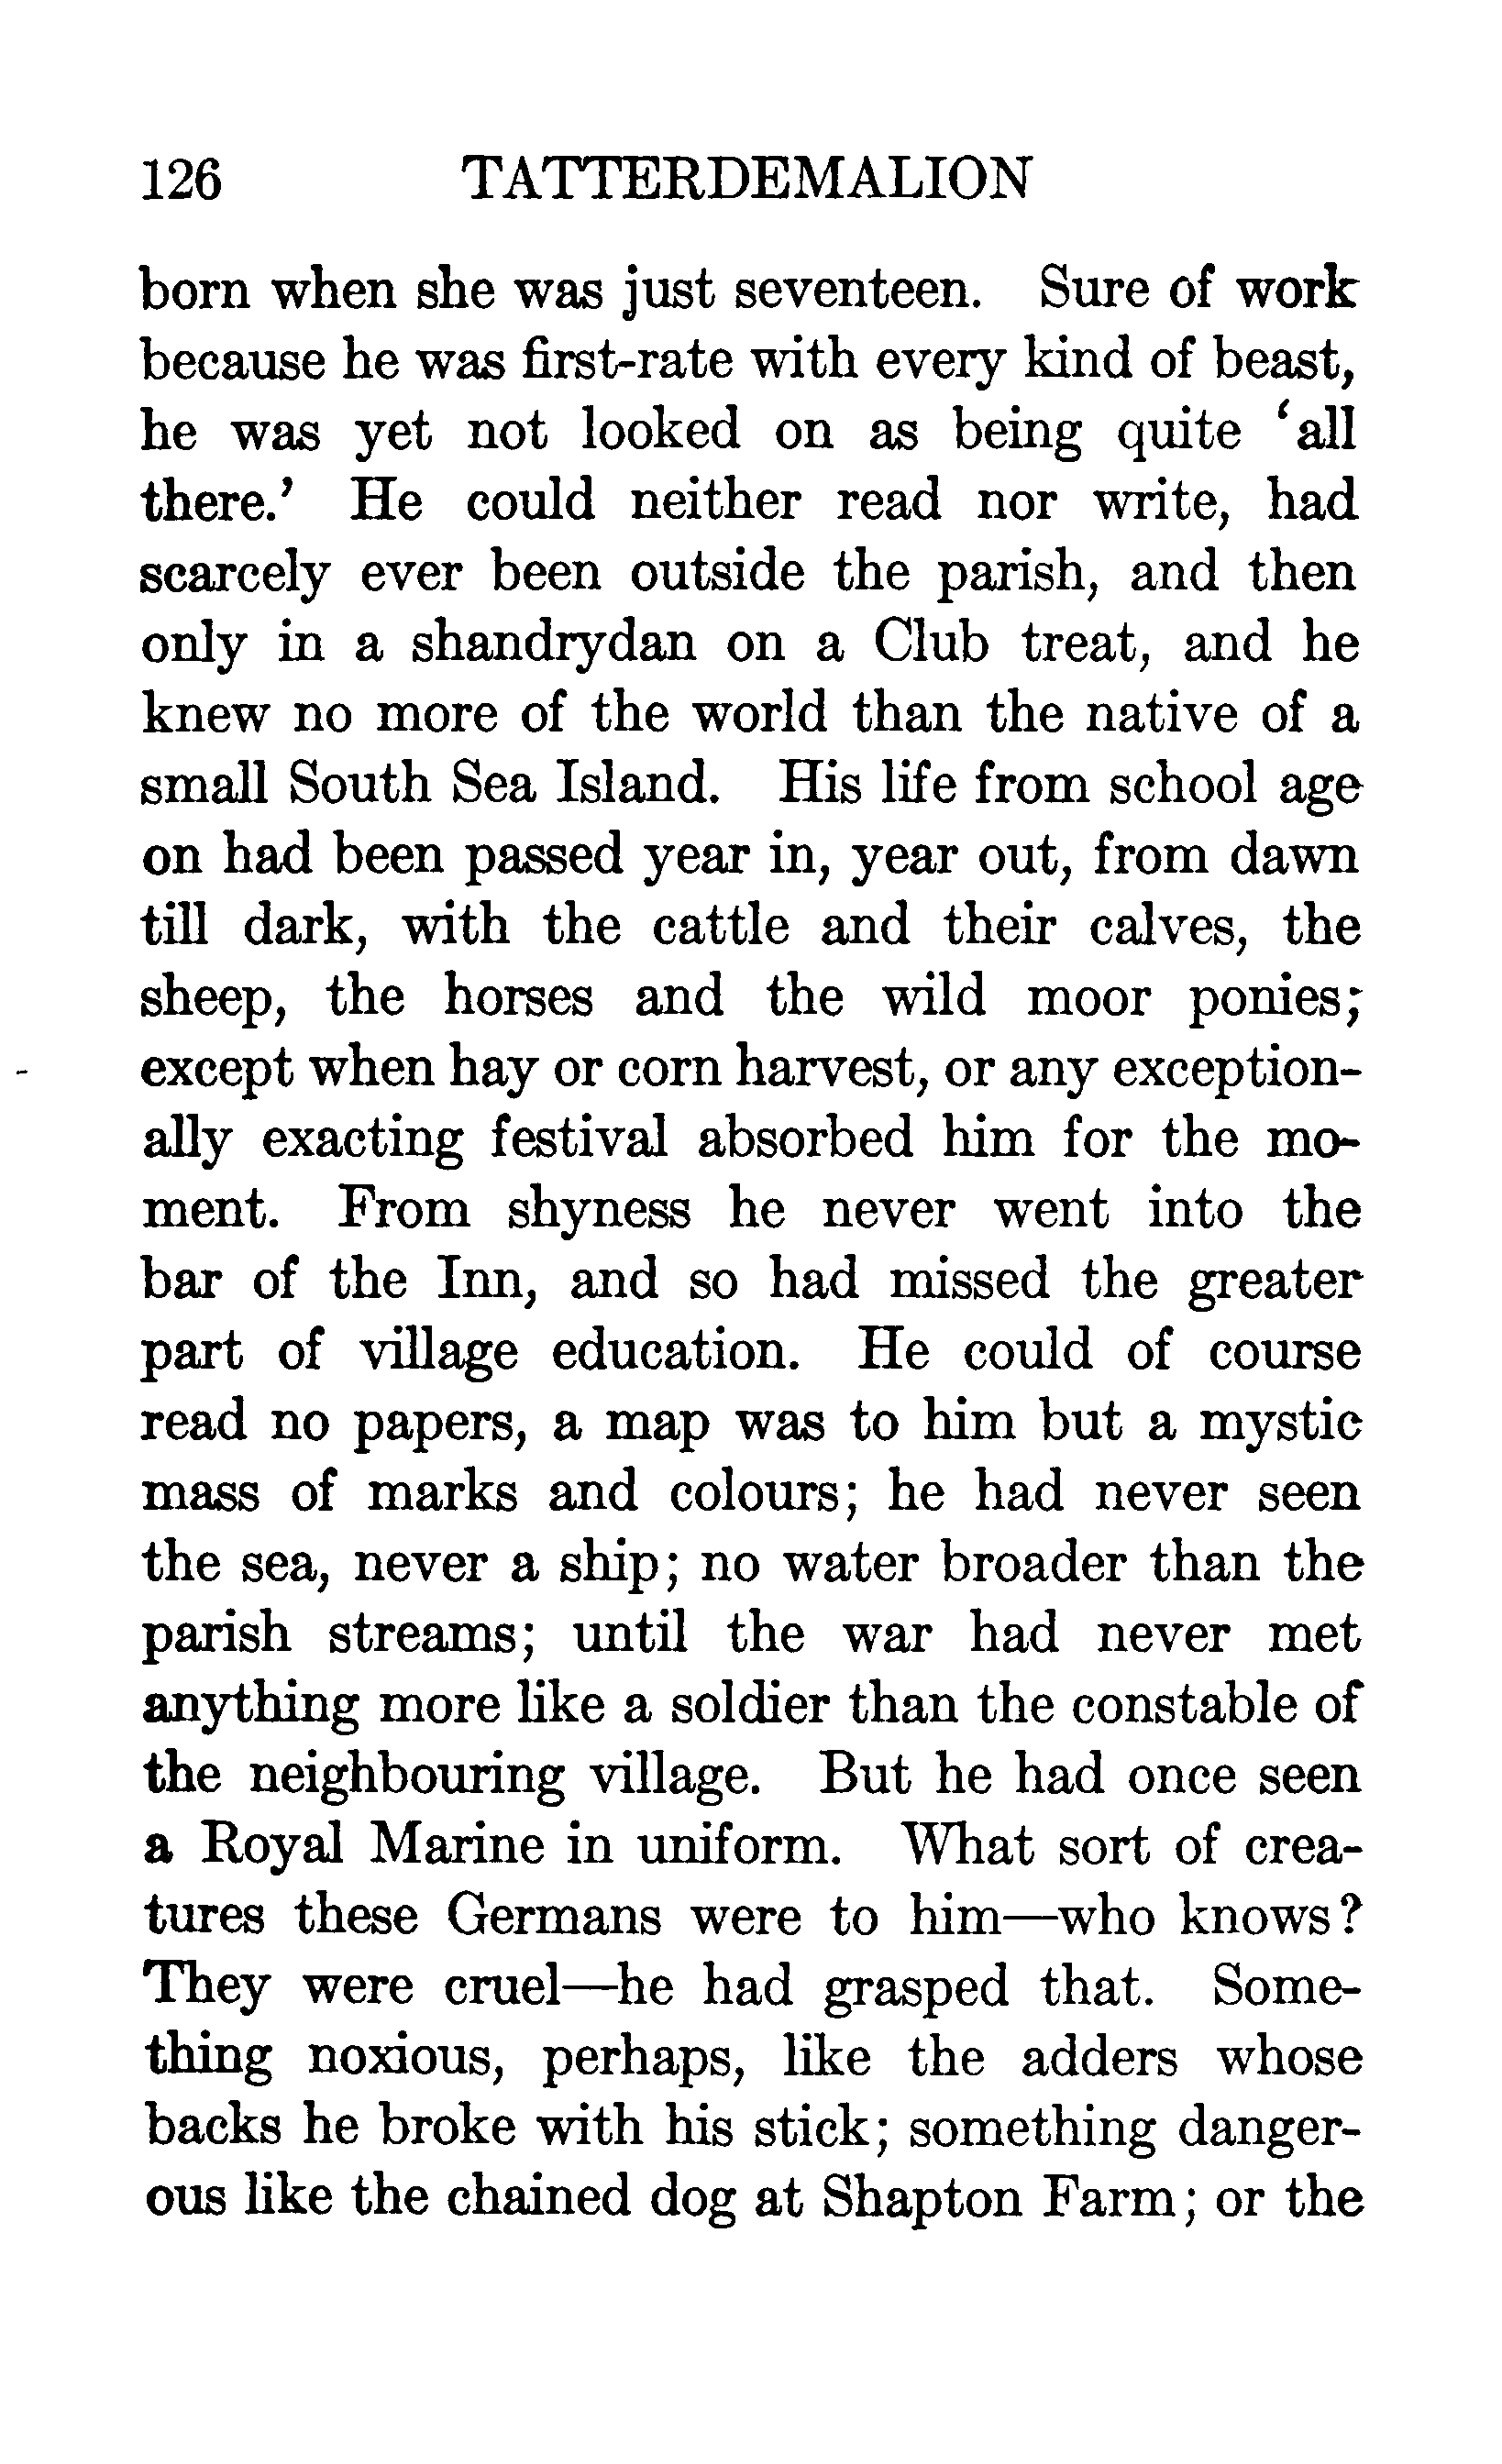 126 TATTERDEMALION
born when she was just seventeen. Sure of work
because he was first-rate with every kind of beast,
he was yet not looked on as being quite ‘all
there.’ He could neither read nor write, had
scarcely ever been outside the parish, and then
only in a shandrydan on a Club treat, and he
knew no more of the world than the native of a
small South Sea Island. His life from school age
on had been passed year in, year out, from dawn
till dark, with the cattle and their calves, the
sheep, the horses and the wild moor ponies;
except when hay or corn harvest, or any exception-
ally exacting festival absorbed him for the mo-
ment. From shyness he never went into the
bar of the Inn, and so had missed the greater
part of village education. He could of course
read no papers, a map was to him but a mystic
mass of marks and colours; he had never seen
the sea, never a ship; no water broader than the
parish streams; until the war had never met
anything more like a soldier than the constable of
the neighbouring village. But he had once seen
a Royal Marine in uniform. What sort of crea-
tures these Germans were to him—who knows?
They were cruel—he had grasped that. Some-
thing noxious, perhaps, like the adders whose
backs he broke with his stick; something danger-
ous like the chained dog at Shapton Farm; or the